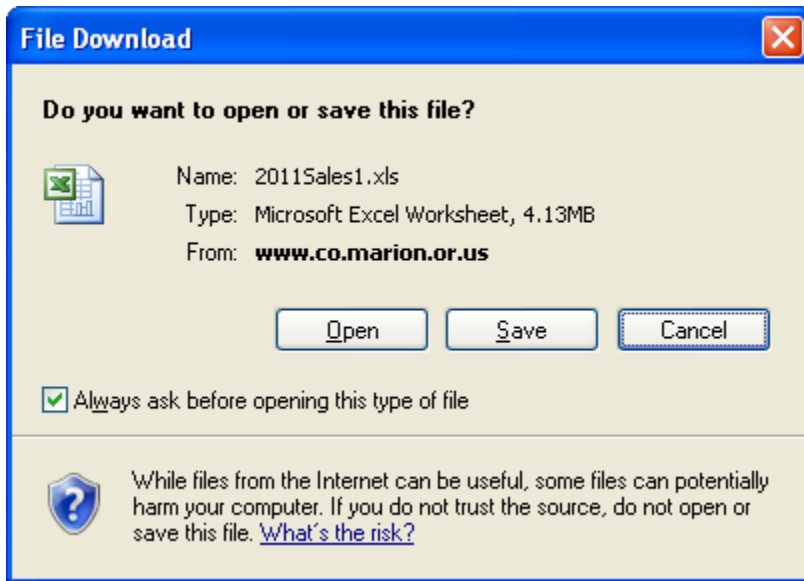 File Download
Do you want to open or save this file?
Name: 2011Sales1.xls
Type: Microsoft Excel Worksheet, 4.13MB
From: www.co.marion.or.us
Open Save Cancel
Always ask before opening this type of file
While files from the Internet can be useful, some files can potentially
harm your computer. If you do not trust the source, do not open or
save this file. What's the risk?